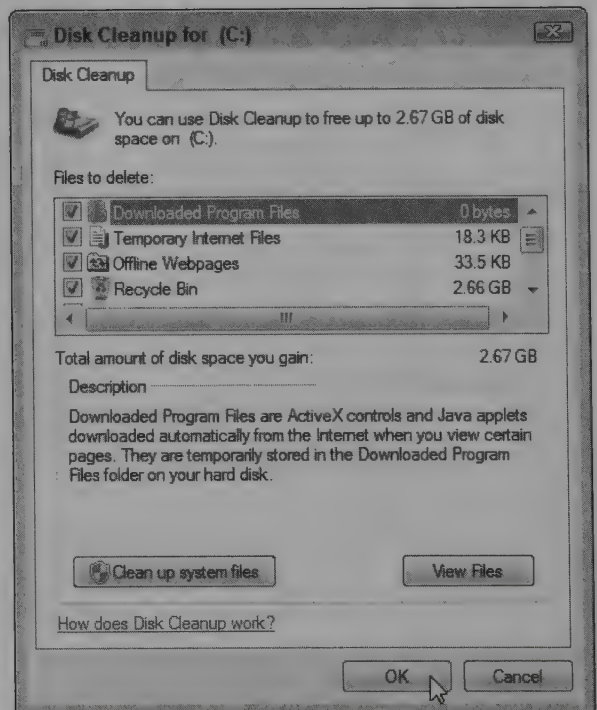 Disk Cleanup for (C:)
Disk Cleanup
You can use Disk Cleanup to free up to 2.67 GB of disk
space on (C:).
Files to delete:
Downloaded Program Files 0 bytes
Temporary Internet Files 18.3 KB
Offline Webpages 33.5 KB
Recycle Bin 2.66 GB
Total amount of disk space you gain: 2.67 GB
Description
Downloaded Program Files are ActiveX controls and Java applets
downloaded automatically from the Internet when you view certain
pages. They are temporarily stored in the Downloaded Program
Files folder on your hard disk.
Clean up system files View Files
How does Disk Cleanup work?
OK Cancel